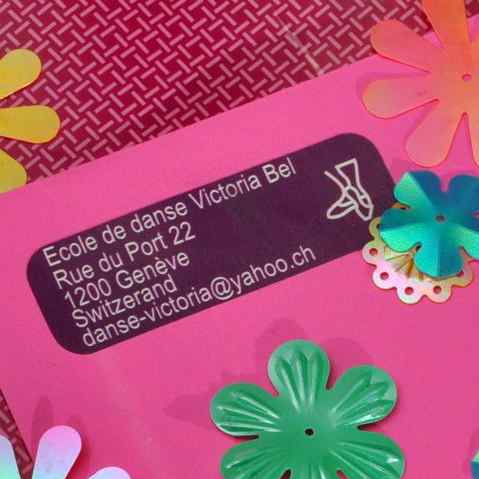 Ecole de danse Victoria Bel
Rue du Port 22
1200 Genève
Switzerand
danse-victoria@yahoo.ch